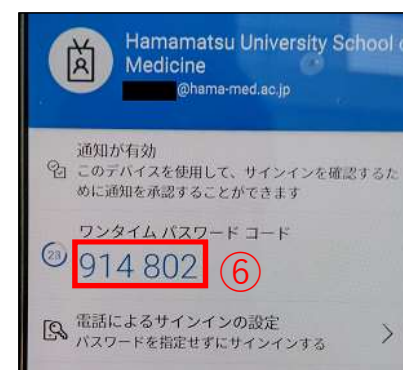 Hamamatsu University School
Medicine
@hama-med.ac.jp
通知が有効
このデバイスを使用して、サインインを確認するた
めに通知を承認することができます
ワンタイム パスワード コード
23
914 802
⑥
電話によるサインインの設定
パスワードを指定せずにサインインする